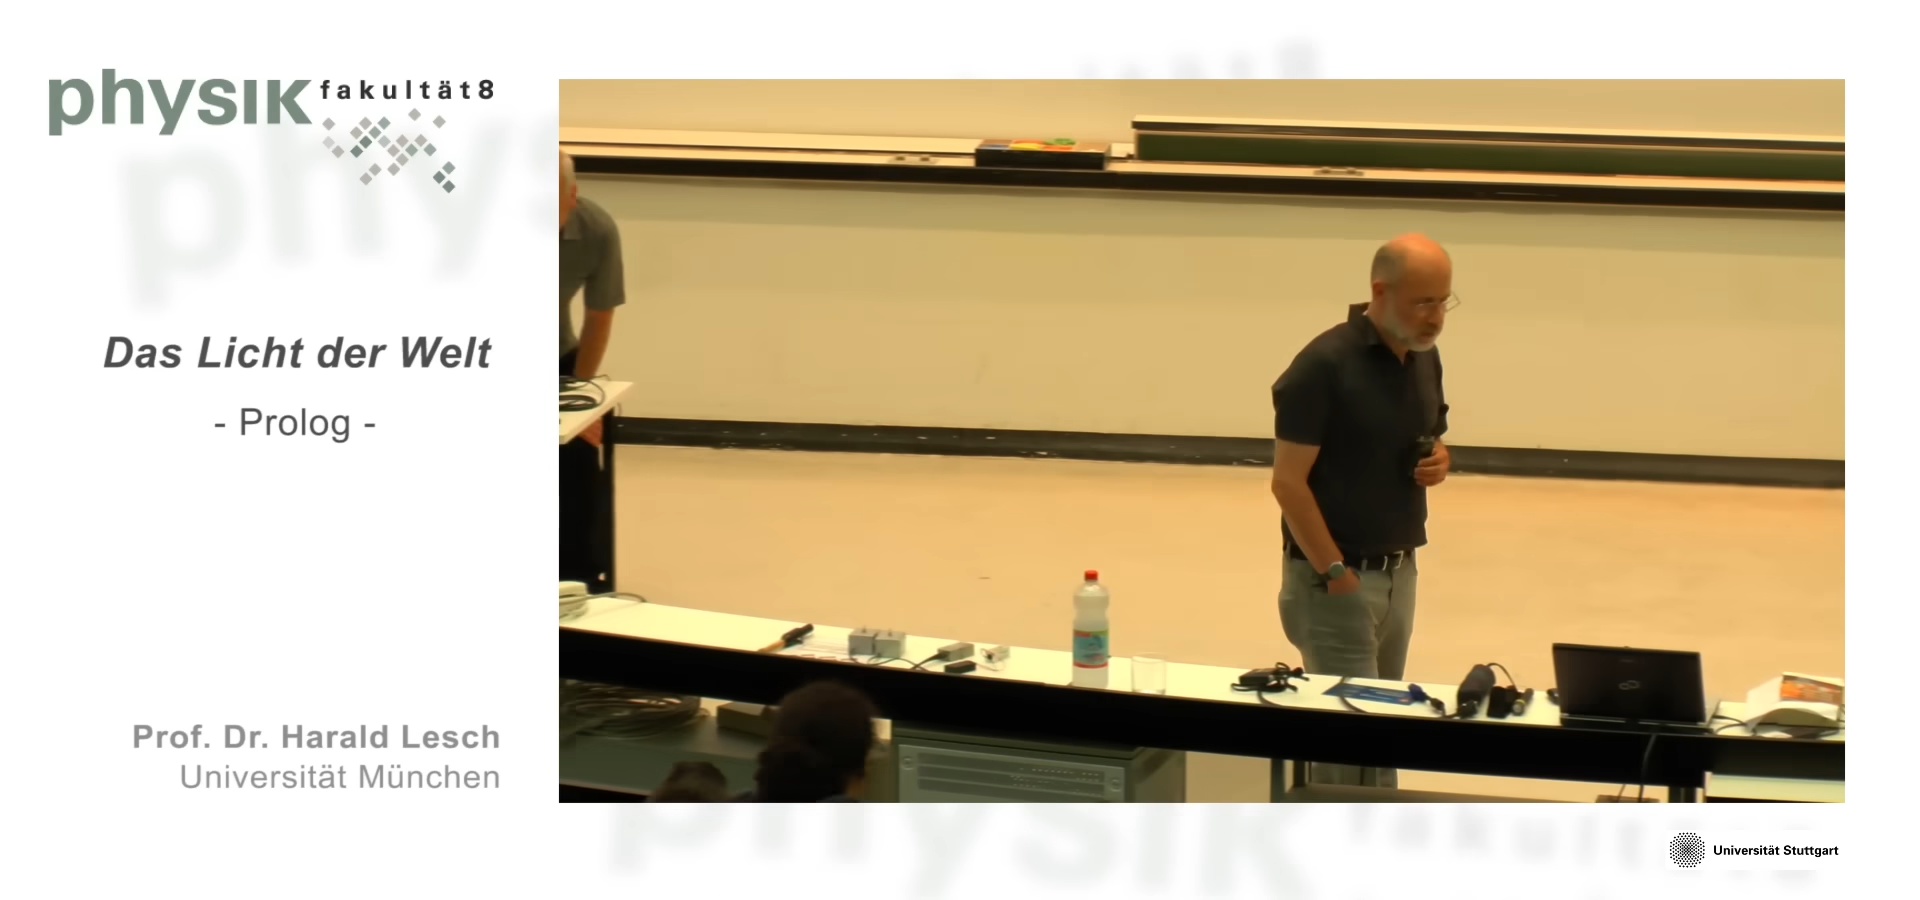 physik fakultät8
Das Licht der Welt
- Prolog -
Prof. Dr. Harald Lesch
Universität München
Universität Stuttgart